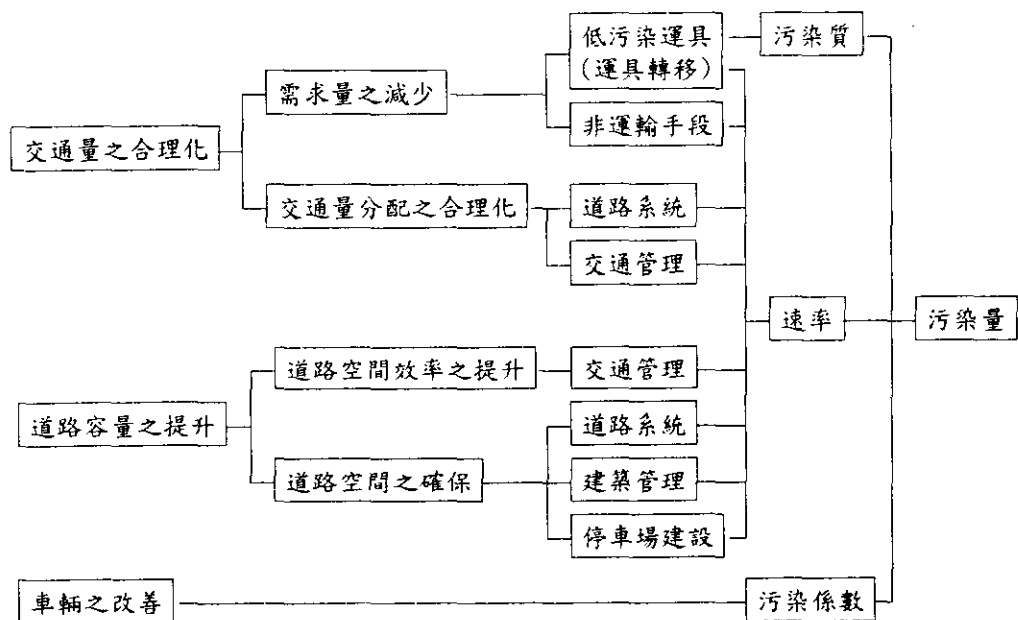 低污染運具
(運具轉移)
污染質
需求量之減少
非運輸手段
交通量之合理化
交通量分配之合理化
道路系統
交通管理
速率
污染量
道路空間效率之提升
交通管理
道路容量之提升
道路系統
道路空間之確保
建築管理
停車場建設
車輛之改善
污染係數